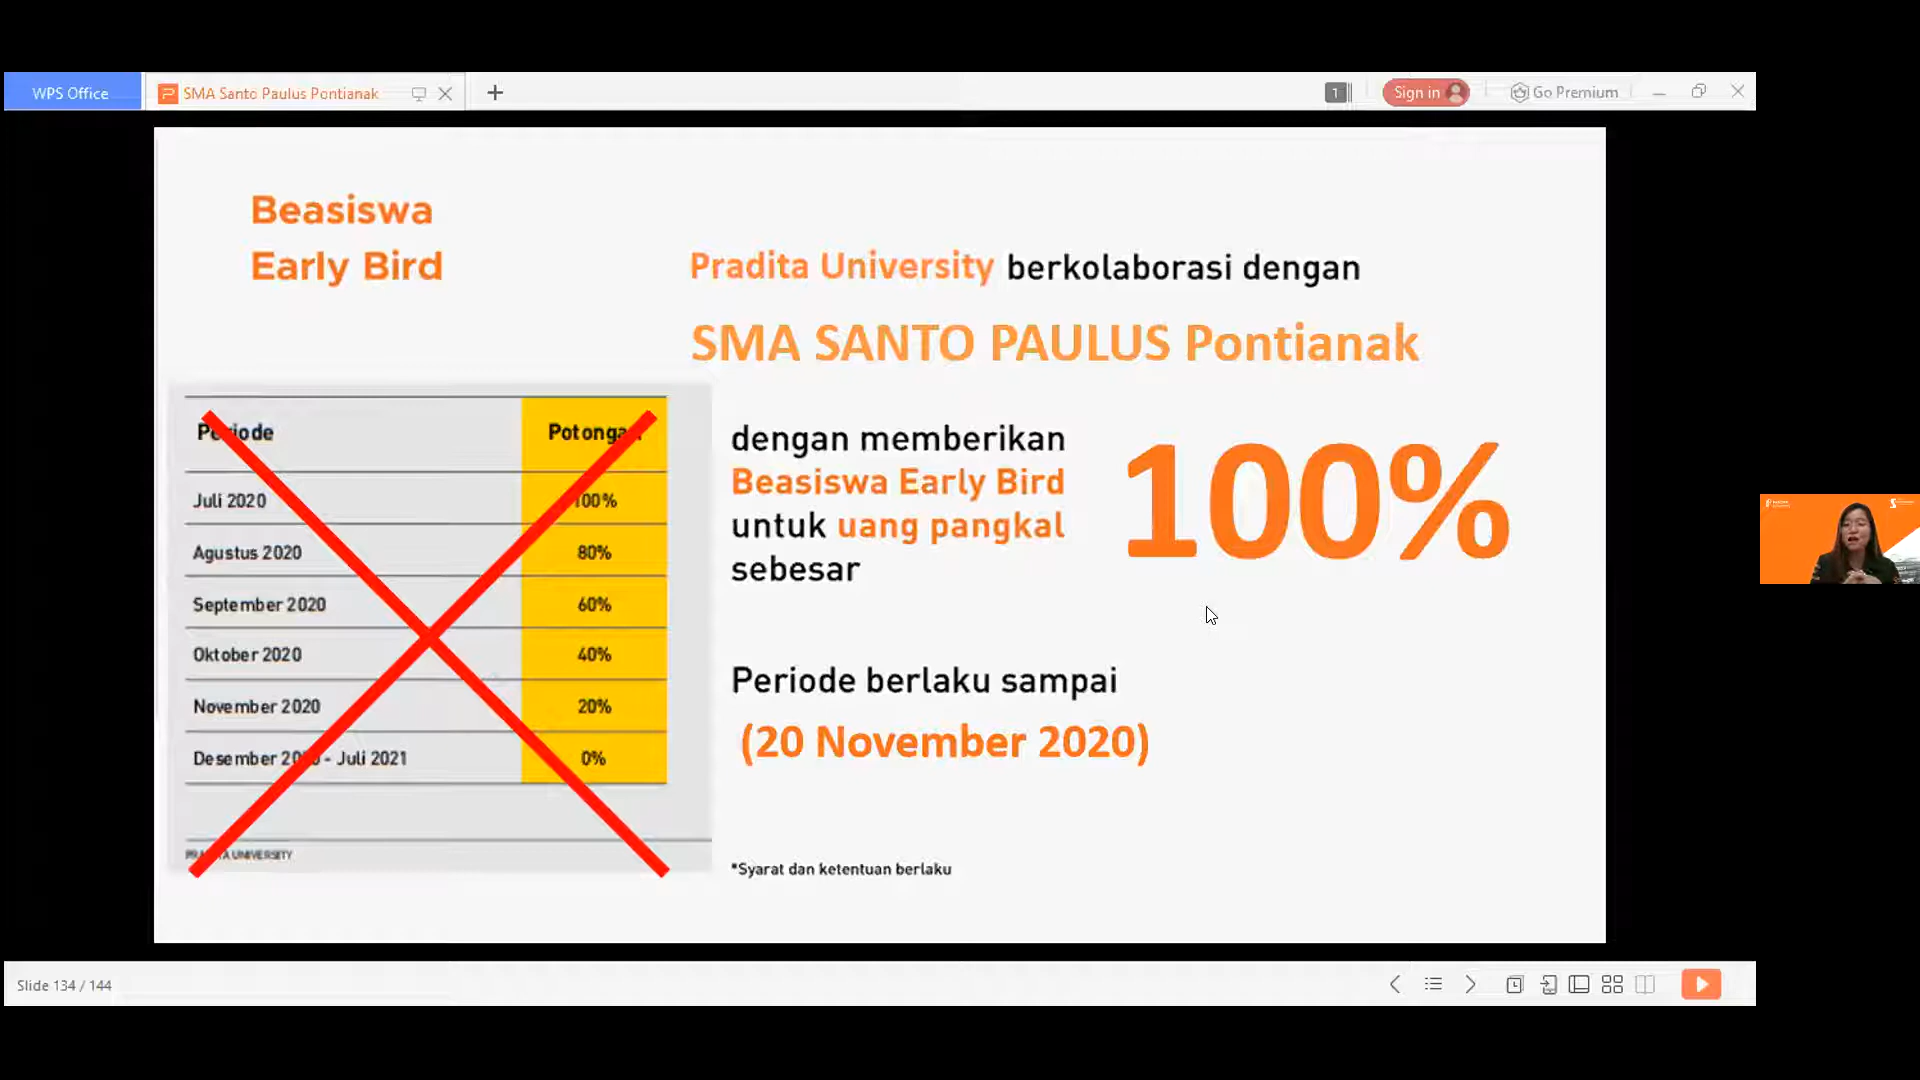 WPS Office
SMA Santo Paulus Pontianak
1
Sign in
Go Premium
Beasiswa
Early Bird
Pradita University berkolaborasi dengan
SMA SANTO PAULUS Pontianak
Periode Potongan
Juli 2020 100%
Agustus 2020 80%
September 2020 60%
Oktober 2020 40%
November 2020 20%
Desember 2020 - Juli 2021 0%
PRADITA UNIVERSITY
dengan memberikan
Beasiswa Early Bird
untuk uang pangkal
sebesar
100%
Periode berlaku sampai
(20 November 2020)
*Syarat dan ketentuan berlaku
Slide 134 / 144